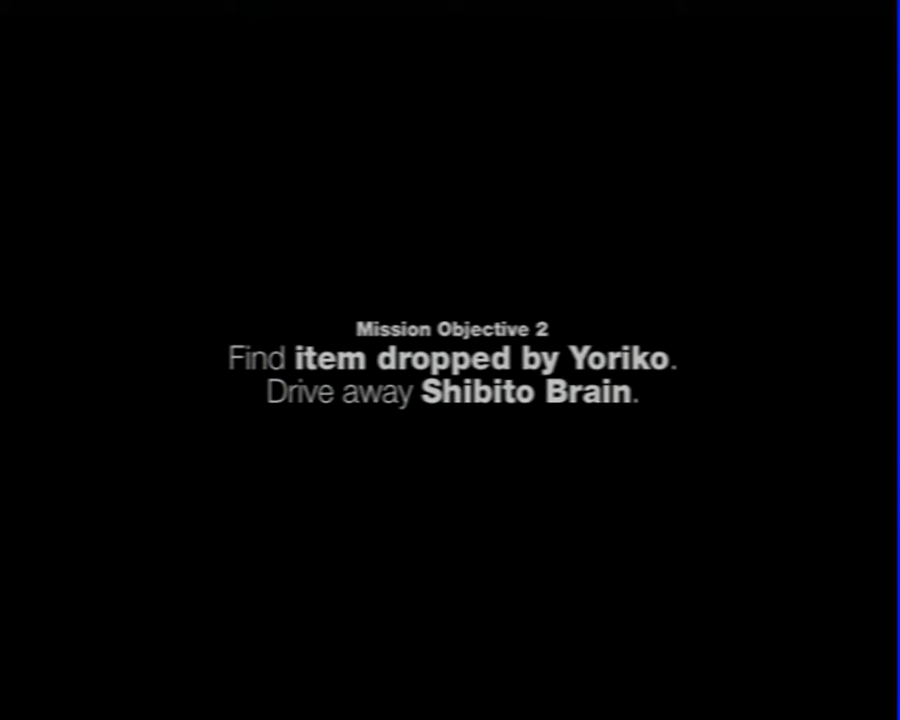 Mission Objective 2
Find item dropped by Yoriko.
Drive away Shibito Brain.